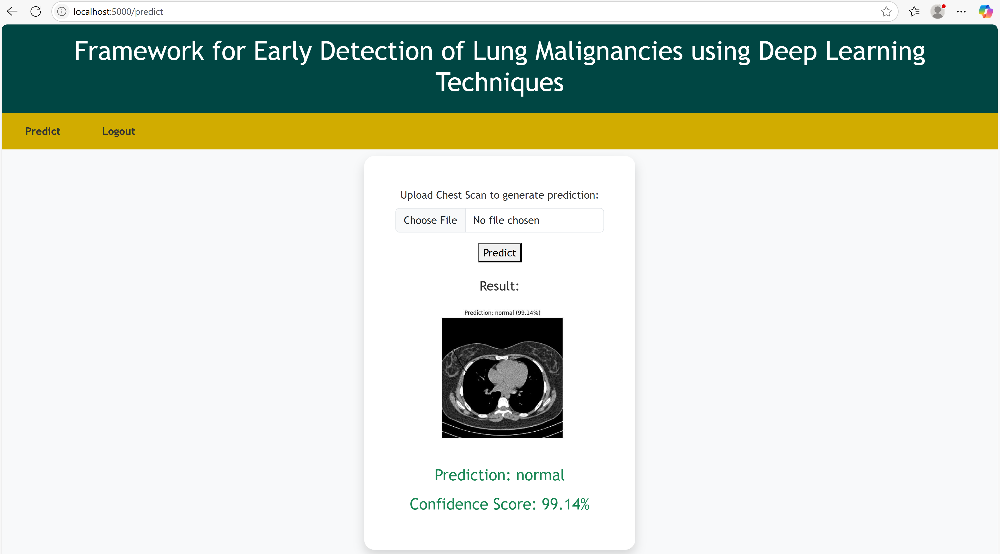 localhost:5000/predict
Framework for Early Detection of Lung Malignancies using Deep Learning
Techniques
Predict
Logout
Upload Chest Scan to generate prediction:
Choose File No file chosen
Predict
Result:
Prediction: normal (99.14%)
Prediction: normal
Confidence Score: 99.14%